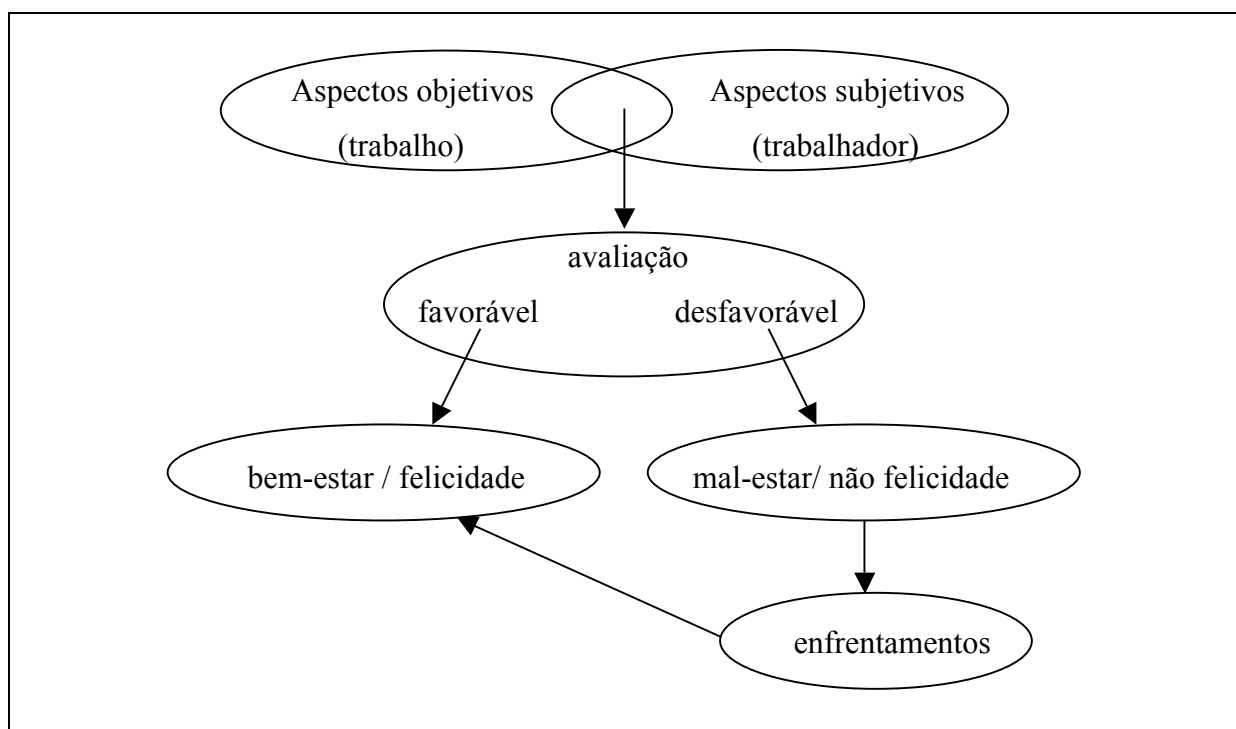 Aspectos objetivos
(trabalho)
Aspectos subjetivos
(trabalhador)
avaliação
favorável
desfavorável
bem-estar / felicidade
mal-estar/ não felicidade
enfrentamentos